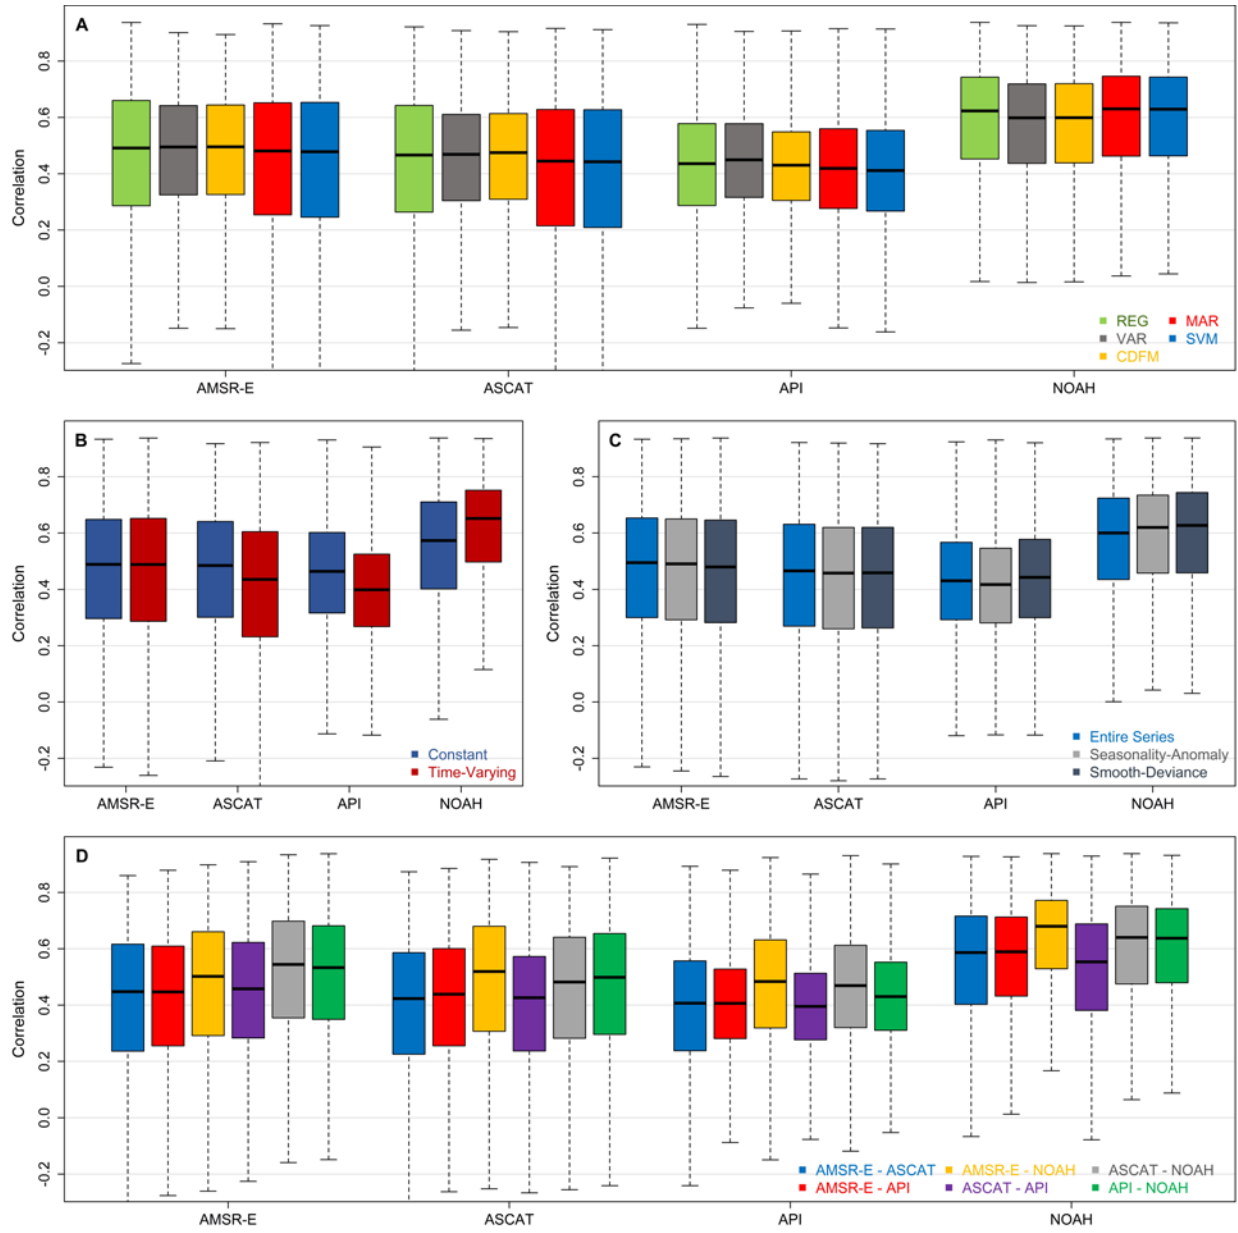 A
Correlation
0.8
0.6
0.4
0.2
0.0
-0.2
REG
MAR
VAR
SVM
CDFM
AMSR-E ASCAT API NOAH
B
Correlation
0.8
0.6
0.4
0.2
0.0
-0.2
Constant
Time-Varying
AMSR-E ASCAT API NOAH
C
Correlation
0.8
0.6
0.4
0.2
0.0
-0.2
Entire Series
Seasonality-Anomaly
Smooth-Deviance
AMSR-E ASCAT API NOAH
D
Correlation
0.8
0.6
0.4
0.2
0.0
-0.2
AMSR-E - ASCAT AMSR-E - NOAH ASCAT - NOAH
AMSR-E - API ASCAT - API API - NOAH
AMSR-E ASCAT API NOAH